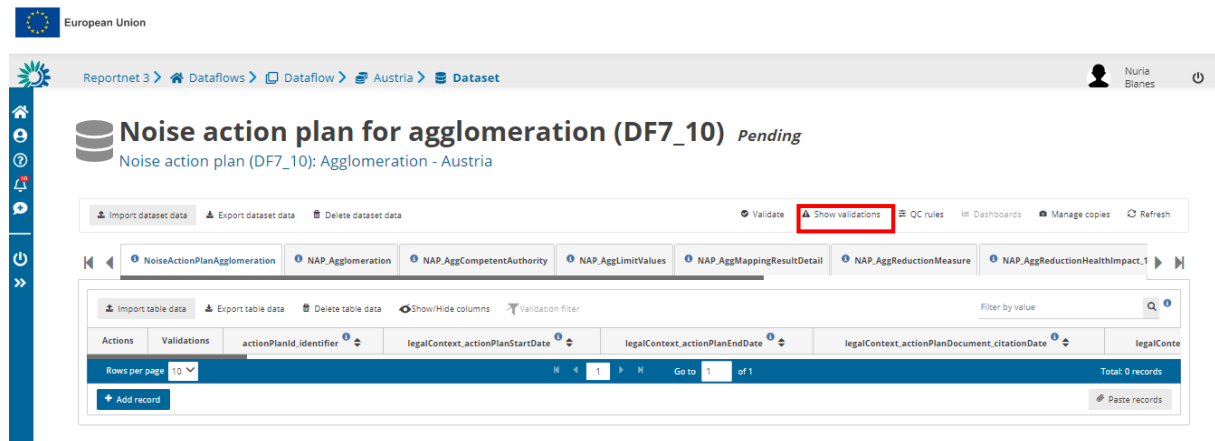 European Union
Reportnet 3 Dataflows Dataflow Austria Dataset
Nuria
Blanes
Noise action plan for agglomeration (DF7_10) Pending
Noise action plan (DF7_10): Agglomeration - Austria
Import dataset data Export dataset data Delete dataset data Validate Show validations QC rules Dashboards Manage copies Refresh
NoiseActionPlanAgglomeration NAP_Agglomeration NAP_AggCompetentAuthority NAP_AggLimitValues NAP_AggMappingResultDetail NAP_AggReductionMeasure NAP_AggReductionHealthImpact_1
Import table data Export table data Delete table data Show/Hide columns Validation filter Filter by value
Actions Validations actionPlanId_identifier legalContext_actionPlanStartDate legalContext_actionPlanEndDate legalContext_actionPlanDocument_citationDate legalConte
Rows per page 10 1 Go to 1 of 1 Total: 0 records
+ Add record Paste records